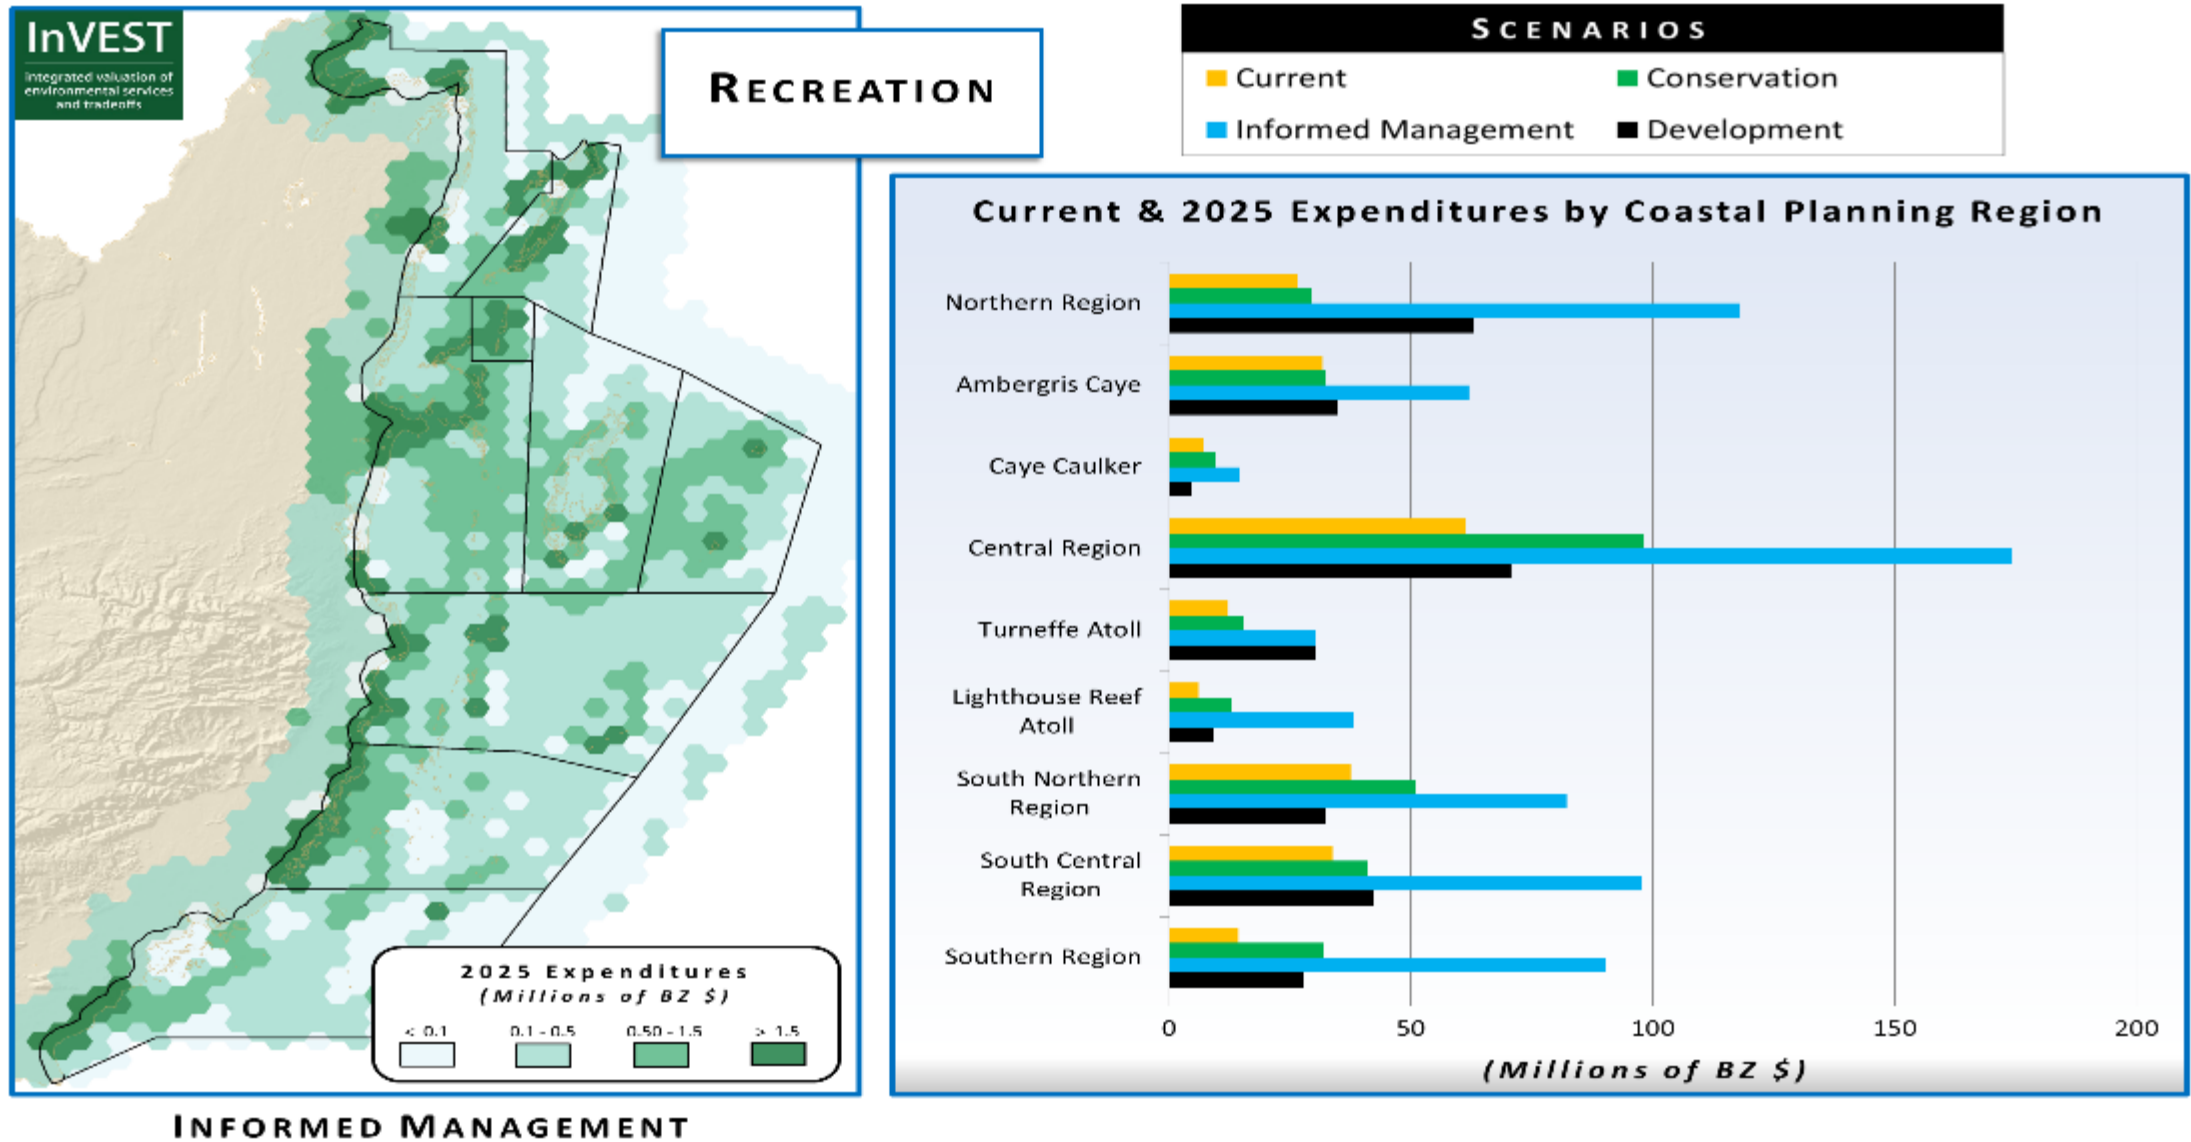 InVEST
integrated valuation of
environmental services
and tradeoffs
RECREATION
SCENARIOS
Current
Conservation
Informed Management
Development
Current & 2025 Expenditures by Coastal Planning Region
Northern Region
Ambergris Caye
Caye Caulker
Central Region
Turneffe Atoll
Lighthouse Reef
Atoll
South Northern
Region
South Central
Region
Southern Region
0 50 100 150 200
(Millions of BZ $)
2025 Expenditures
(Millions of BZ $)
< 0.1 0.1 - 0.5 0.50 - 1.5 > 1.5
INFORMED MANAGEMENT